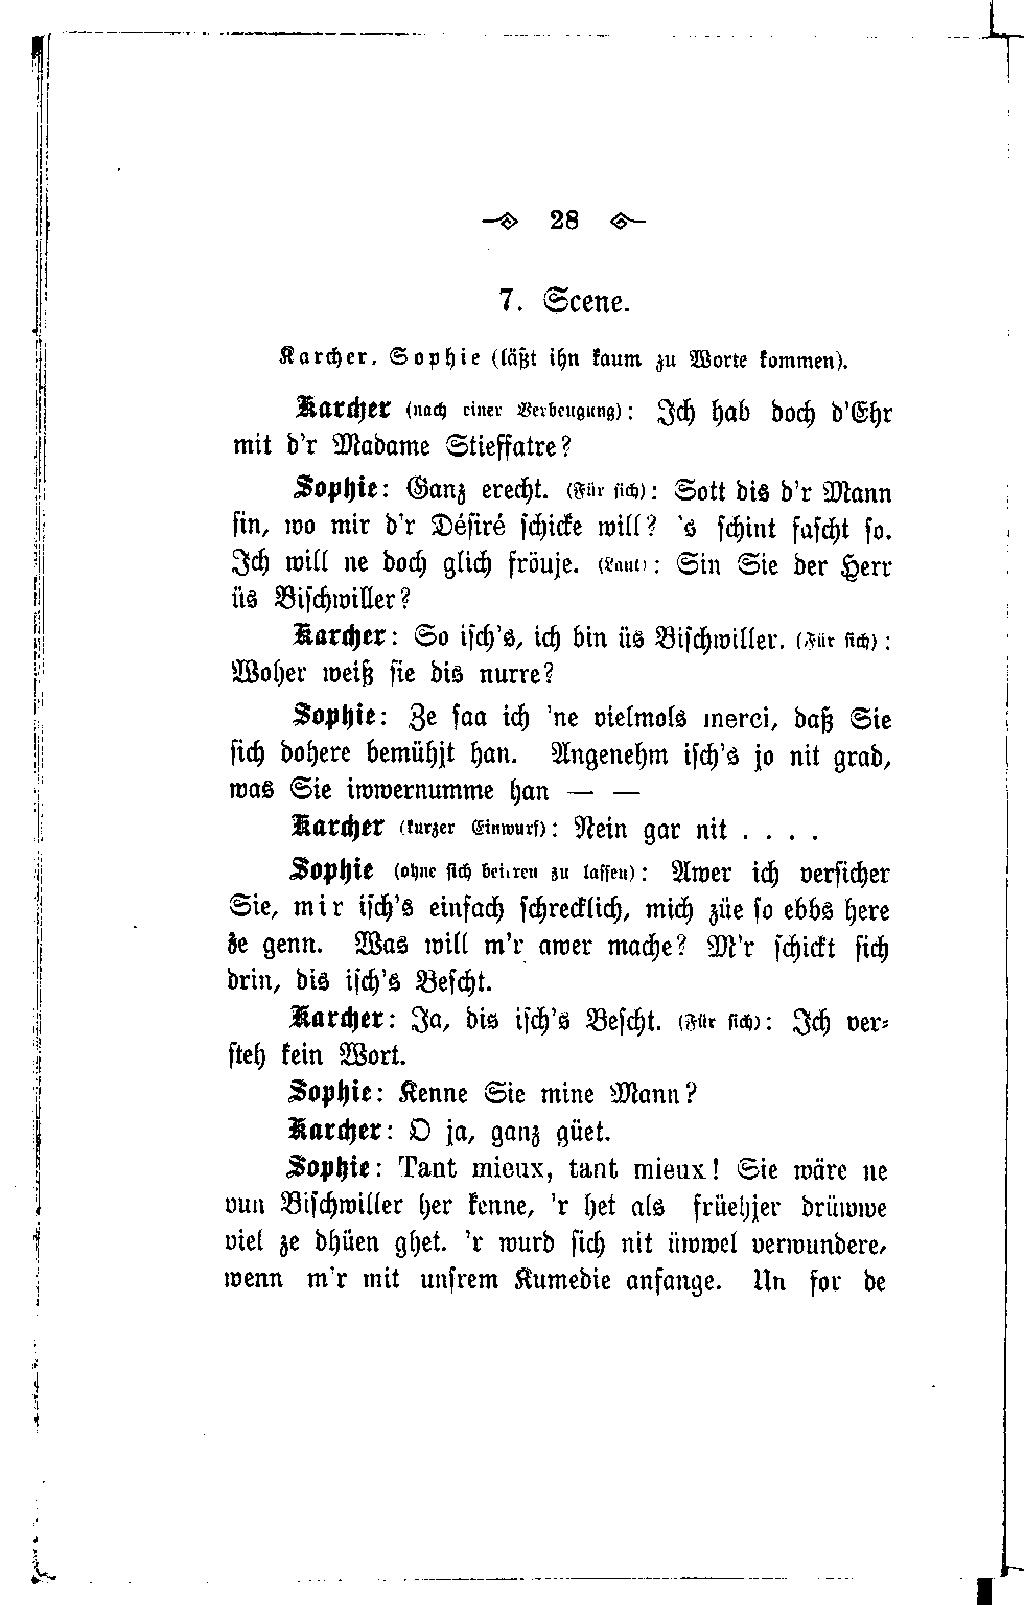 28
7. Scene.
Karcher. Sophie (läßt ihn kaum zu Worte kommen).
Karcher (nach einer Verbeugung): Ich hab doch d'Ehr
mit d'r Madame Stieffatre?
Sophie: Ganz erecht. (Für sich): Sott dis d'r Mann
sin, wo mir d'r Désiré schicke will? 's schint fascht so.
Ich will ne doch glich fröuje. (Laut): Sin Sie der Herr
üs Bischwiller?
Karcher: So isch's, ich bin üs Bischwiller. (Für sich):
Woher weiß sie dis nurre?
Sophie: Ze saa ich 'ne vielmols merci, daß Sie
sich dohere bemühjt han. Angenehm isch's jo nit grad,
was Sie iwwernumme han — —
Karcher (kurzer Einwurf): Nein gar nit . . . .
Sophie (ohne sich beirren zu lassen): Awer ich versicher
Sie, mir isch's einfach schrecklich, mich züe so ebbs here
ze genn. Was will m'r awer mache? M'r schickt sich
drin, dis isch's Bescht.
Karcher: Ja, dis isch's Bescht. (Für sich): Ich ver-
steh kein Wort.
Sophie: Kenne Sie mine Mann?
Karcher: O ja, ganz güet.
Sophie: Tant mieux, tant mieux! Sie wäre ne
vun Bischwiller her kenne, 'r het als früehjer drüwwe
viel ze dhüen ghet. 'r wurd sich nit üwwel verwundere,
wenn m'r mit unsrem Kumedie anfange. Un for de